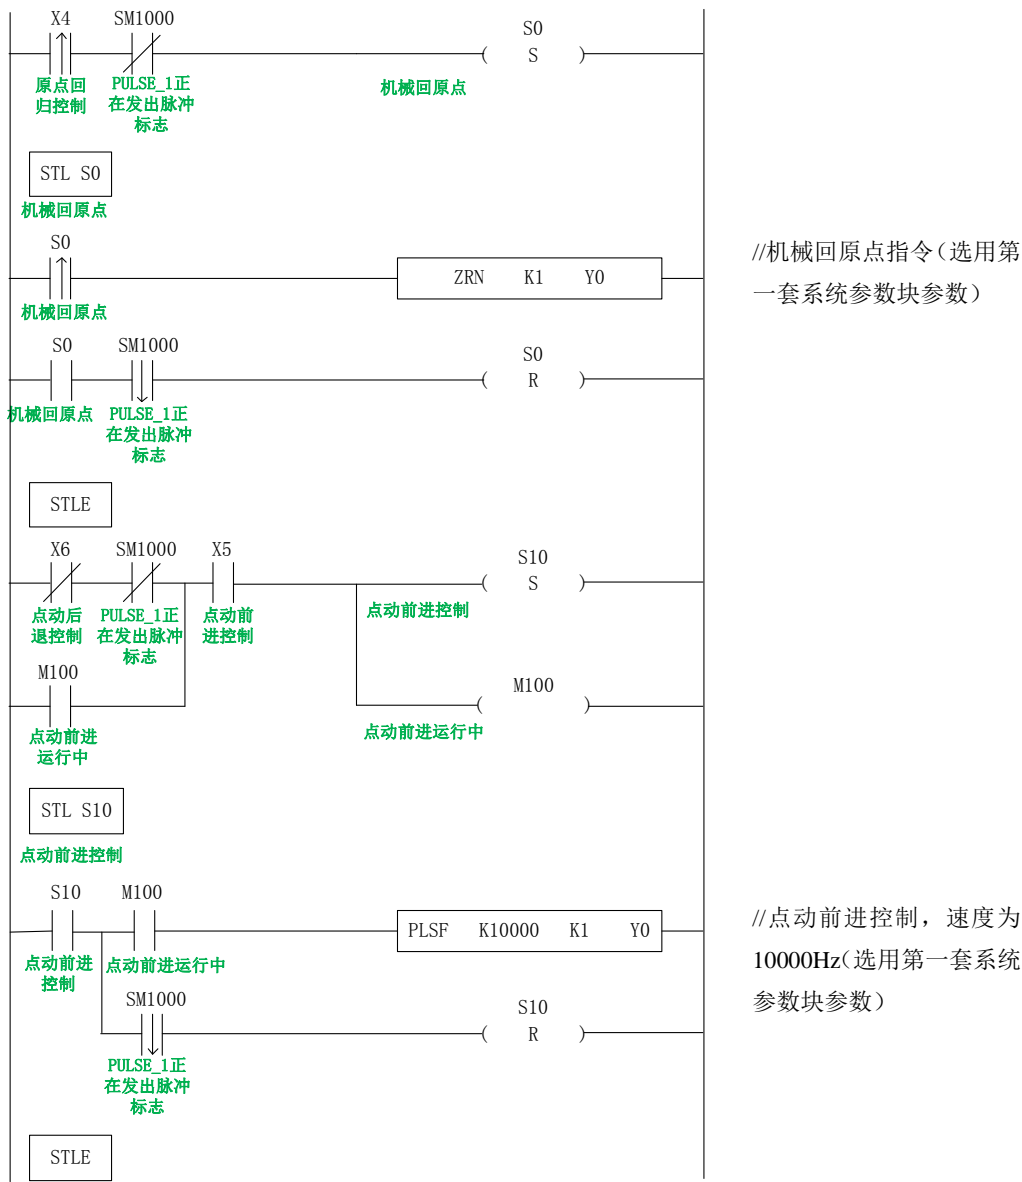 X4 SM1000 S0
S
原点回
归控制
PULSE_1正
在发出脉冲
标志
机械回原点
STL S0
机械回原点
S0
ZRN K1 Y0
机械回原点
//机械回原点指令(选用第
一套系统参数块参数)
S0 SM1000 S0
R
机械回原点
PULSE_1正
在发出脉冲
标志
STLE
X6 SM1000 X5 S10
S
点动后
退控制
PULSE_1正
在发出脉冲
标志
点动前
进控制
点动前进控制
M100 M100
点动前进
运行中
点动前进运行中
STL S10
点动前进控制
S10 M100
PLSF K10000 K1 Y0
点动前进
控制
点动前进运行中
//点动前进控制，速度为
10000Hz(选用第一套系统
参数块参数)
SM1000 S10
R
PULSE_1正
在发出脉冲
标志
STLE